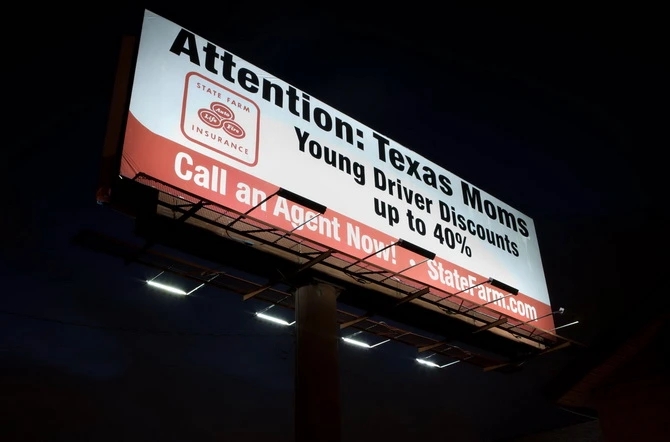 Attention: Texas Moms
STATE FARM
Auto
Life Fire
INSURANCE
Young Driver Discounts
up to 40%
Call an Agent Now! • StateFarm.com